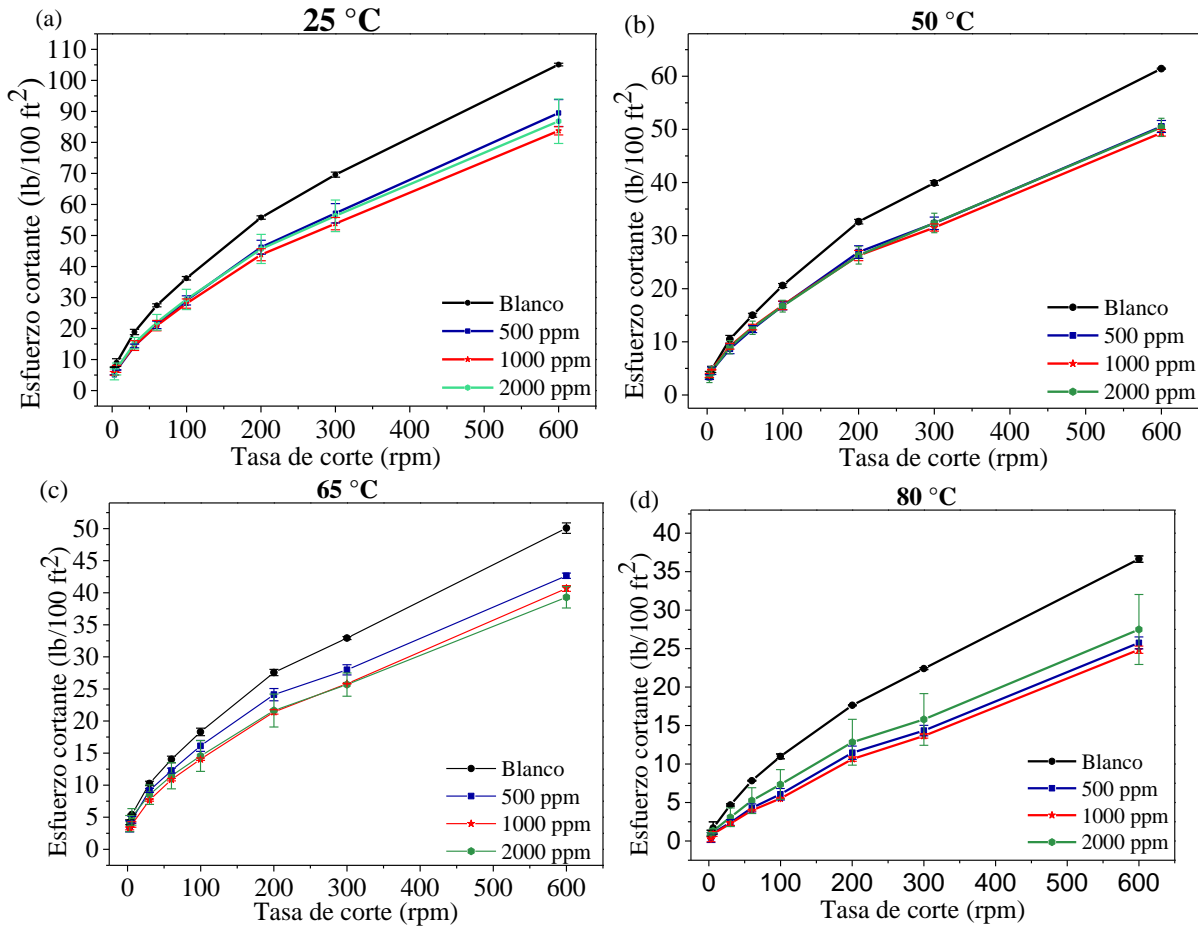 (a)
25 °C
Esfuerzo cortante (lb/100 ft²)
110
100
90
80
70
60
50
40
30
20
10
0
Blanco
500 ppm
1000 ppm
2000 ppm
0 100 200 300 400 500 600
Tasa de corte (rpm)
(b)
50 °C
Esfuerzo cortante (lb/100 ft²)
60
50
40
30
20
10
0
Blanco
500 ppm
1000 ppm
2000 ppm
0 100 200 300 400 500 600
Tasa de corte (rpm)
(c)
65 °C
Esfuerzo cortante (lb/100 ft²)
50
45
40
35
30
25
20
15
10
5
0
Blanco
500 ppm
1000 ppm
2000 ppm
0 100 200 300 400 500 600
Tasa de corte (rpm)
(d)
80 °C
Esfuerzo cortante (lb/100 ft²)
40
35
30
25
20
15
10
5
0
Blanco
500 ppm
1000 ppm
2000 ppm
0 100 200 300 400 500 600
Tasa de corte (rpm)